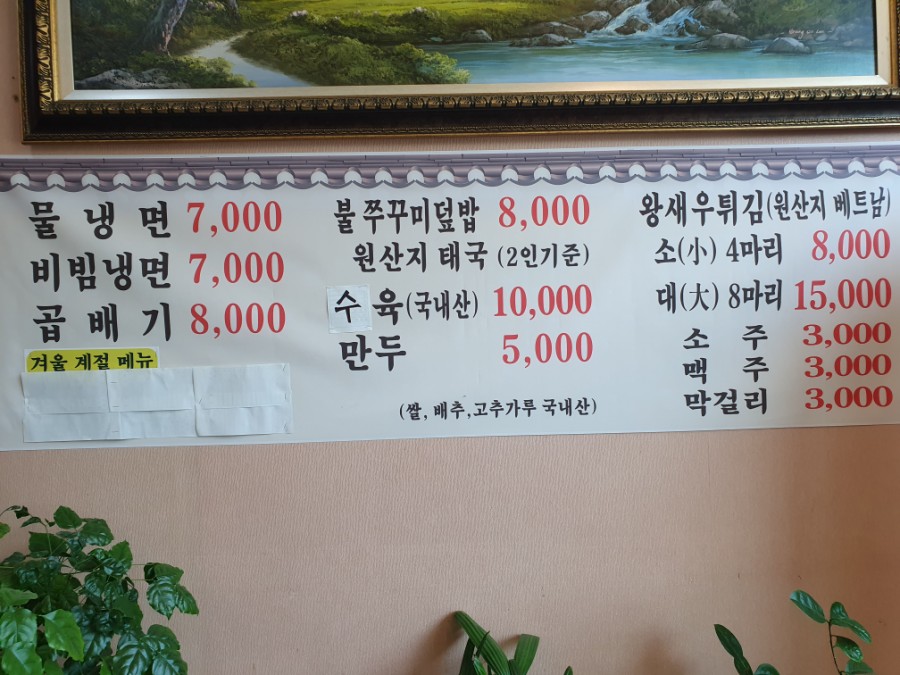 물 냉 면 7,000
비빔냉면 7,000
곱 배 기 8,000
겨울 계절 메뉴
불쭈꾸미덮밥 8,000
원산지 태국 (2인기준)
수 육(국내산) 10,000
만두 5,000
(쌀, 배추,고추가루 국내산)
왕새우튀김(원산지 베트남)
소(小) 4마리 8,000
대(大) 8마리 15,000
소 주 3,000
맥 주 3,000
막걸리 3,000